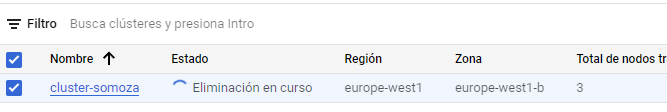 Filtro Busca clústeres y presiona Intro
Nombre Estado Región Zona Total de nodos
cluster-somoza Eliminación en curso europe-west1 europe-west1-b 3